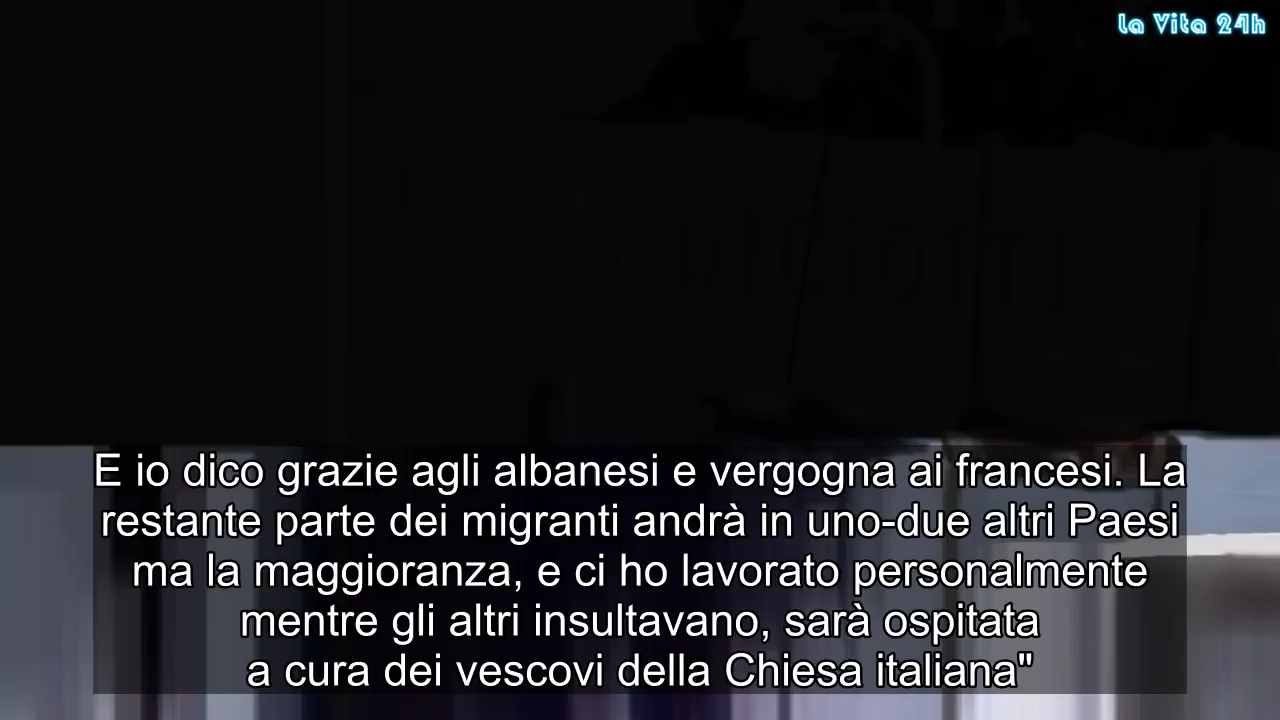 La Vita 24h
U. DICIOTTI
E io dico grazie agli albanesi e vergogna ai francesi. La
restante parte dei migranti andrà in uno-due altri Paesi
ma la maggioranza, e ci ho lavorato personalmente
mentre gli altri insultavano, sarà ospitata
a cura dei vescovi della Chiesa italiana"